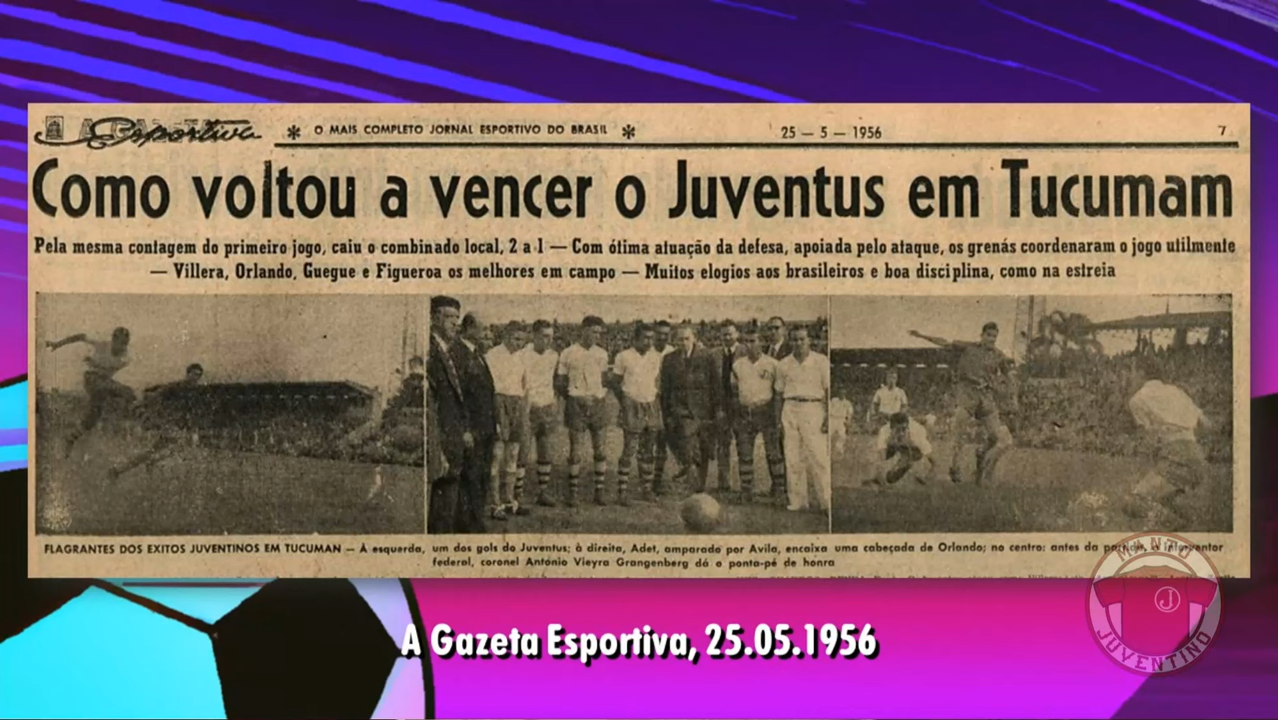 A GAZETA Esportiva * O MAIS COMPLETO JORNAL ESPORTIVO DO BRASIL * 25 — 5 — 1956 7
Como voltou a vencer o Juventus em Tucumam
Pela mesma contagem do primeiro jogo, caiu o combinado local, 2 a 1 — Com ótima atuação da defesa, apoiada pelo ataque, os grenás coordenaram o jogo utilmente
— Villera, Orlando, Guegue e Figueroa os melhores em campo — Muitos elogios aos brasileiros e boa disciplina, como na estreia
FLAGRANTES DOS EXITOS JUVENTINOS EM TUCUMAN — À esquerda, um dos gols do Juventus; à direita, Adet, amparado por Avila, encaixa uma cabeçada de Orlando; no centro: antes da partida, o interventor
federal, coronel Antonio Vieyra Grangenberg dá o ponta-pé de honra
MANTO
J
JUVENTINO
A Gazeta Esportiva, 25.05.1956